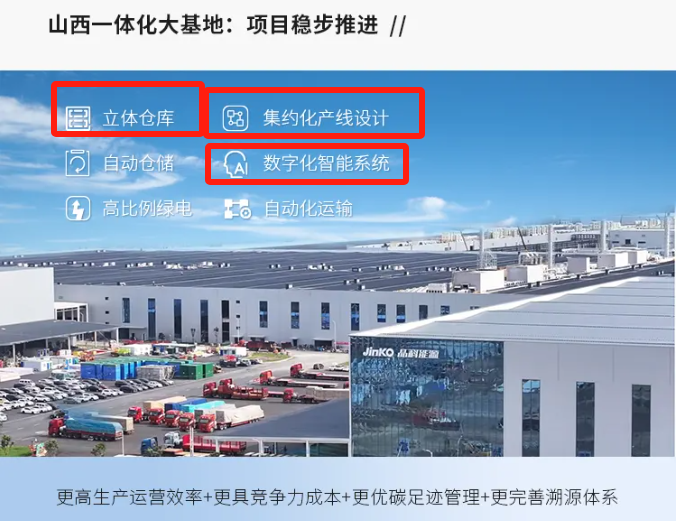 山西一体化大基地：项目稳步推进 //
立体仓库 集约化产线设计
自动仓储 AI 数字化智能系统
高比例绿电 自动化运输
JinKO 晶科能源
更高生产运营效率+更具竞争力成本+更优碳足迹管理+更完善溯源体系